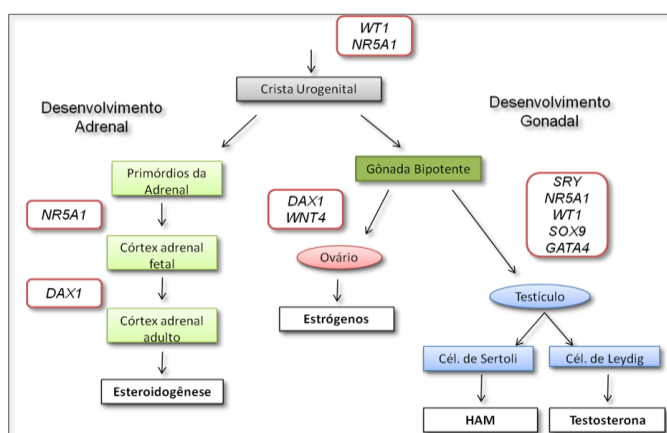 WT1
NR5A1
Crista Urogenital
Desenvolvimento
Adrenal
Desenvolvimento
Gonadal
Primórdios da
Adrenal
Gônada Bipotente
SRY
NR5A1
WT1
SOX9
GATA4
DAX1
WNT4
NR5A1
Córtex adrenal
fetal
Ovário
DAX1
Testículo
Córtex adrenal
adulto
Estrógenos
Cél. de Sertoli
Cél. de Leydig
Esteroidogênese
HAM
Testosterona